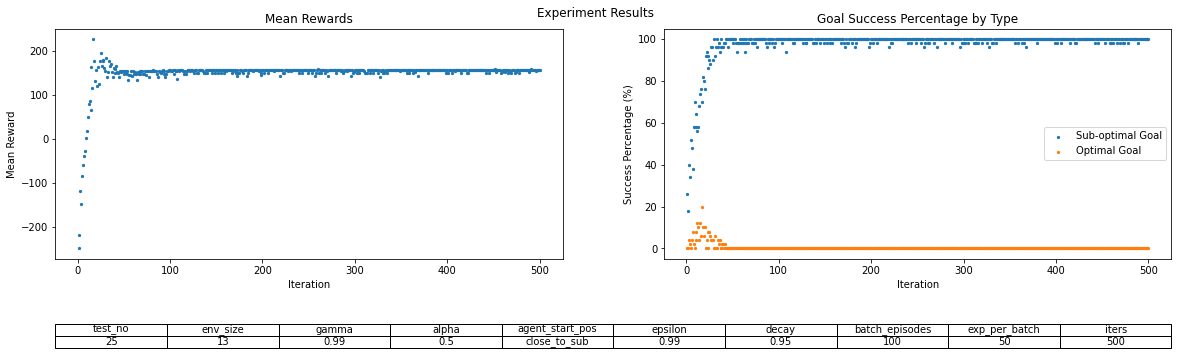 Experiment Results
Mean Rewards
Mean Reward
200
100
0
−100
−200
0 100 200 300 400 500
Iteration
Goal Success Percentage by Type
Success Percentage (%)
100
80
60
40
20
0
Sub-optimal Goal
Optimal Goal
0 100 200 300 400 500
Iteration
test_no env_size gamma alpha agent_start_pos epsilon decay batch_episodes exp_per_batch iters
25 13 0.99 0.5 close_to_sub 0.99 0.95 100 50 500